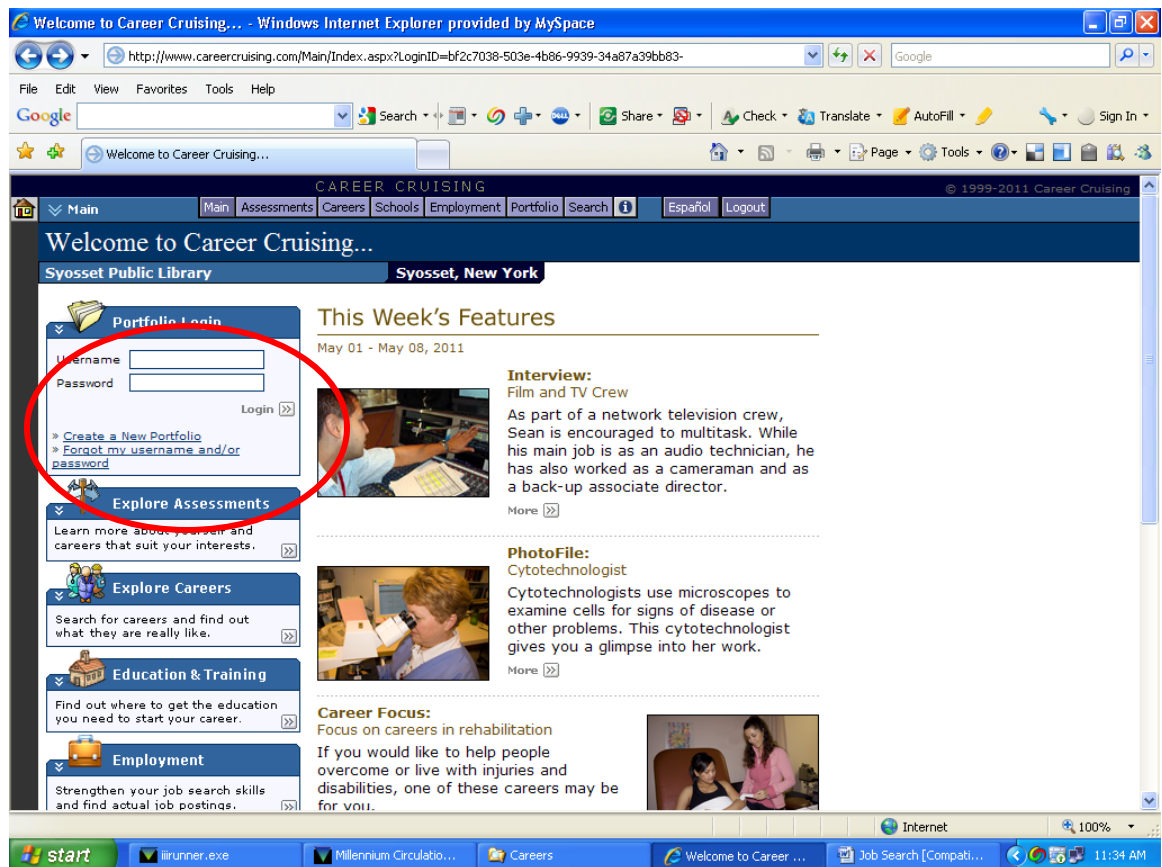 Welcome to Career Cruising... - Windows Internet Explorer provided by MySpace
http://www.careercruising.com/Main/Index.aspx?LoginID=bf2c7038-503e-4b86-9939-34a87a39bb83-
Google
File Edit View Favorites Tools Help
Google Search Share Check Translate AutoFill Sign In
Welcome to Career Cruising... Page Tools
CAREER CRUISING © 1999-2011 Career Cruising
Main Main Assessments Careers Schools Employment Portfolio Search Español Logout
Welcome to Career Cruising...
Syosset Public Library Syosset, New York
Portfolio Login
Username
Password
Login
» Create a New Portfolio
» Forgot my username and/or
password
Explore Assessments
Learn more about yourself and
careers that suit your interests.
Explore Careers
Search for careers and find out
what they are really like.
Education & Training
Find out where to get the education
you need to start your career.
Employment
Strengthen your job search skills
and find actual job postings.
This Week's Features
May 01 - May 08, 2011
Interview:
Film and TV Crew
As part of a network television crew,
Sean is encouraged to multitask. While
his main job is as an audio technician, he
has also worked as a cameraman and as
a back-up associate director.
More
PhotoFile:
Cytotechnologist
Cytotechnologists use microscopes to
examine cells for signs of disease or
other problems. This cytotechnologist
gives you a glimpse into her work.
More
Career Focus:
Focus on careers in rehabilitation
If you would like to help people
overcome or live with injuries and
disabilities, one of these careers may be
for you.
Internet 100%
start iiirunner.exe Millennium Circulatio... Careers Welcome to Career ... Job Search [Compati... 11:34 AM